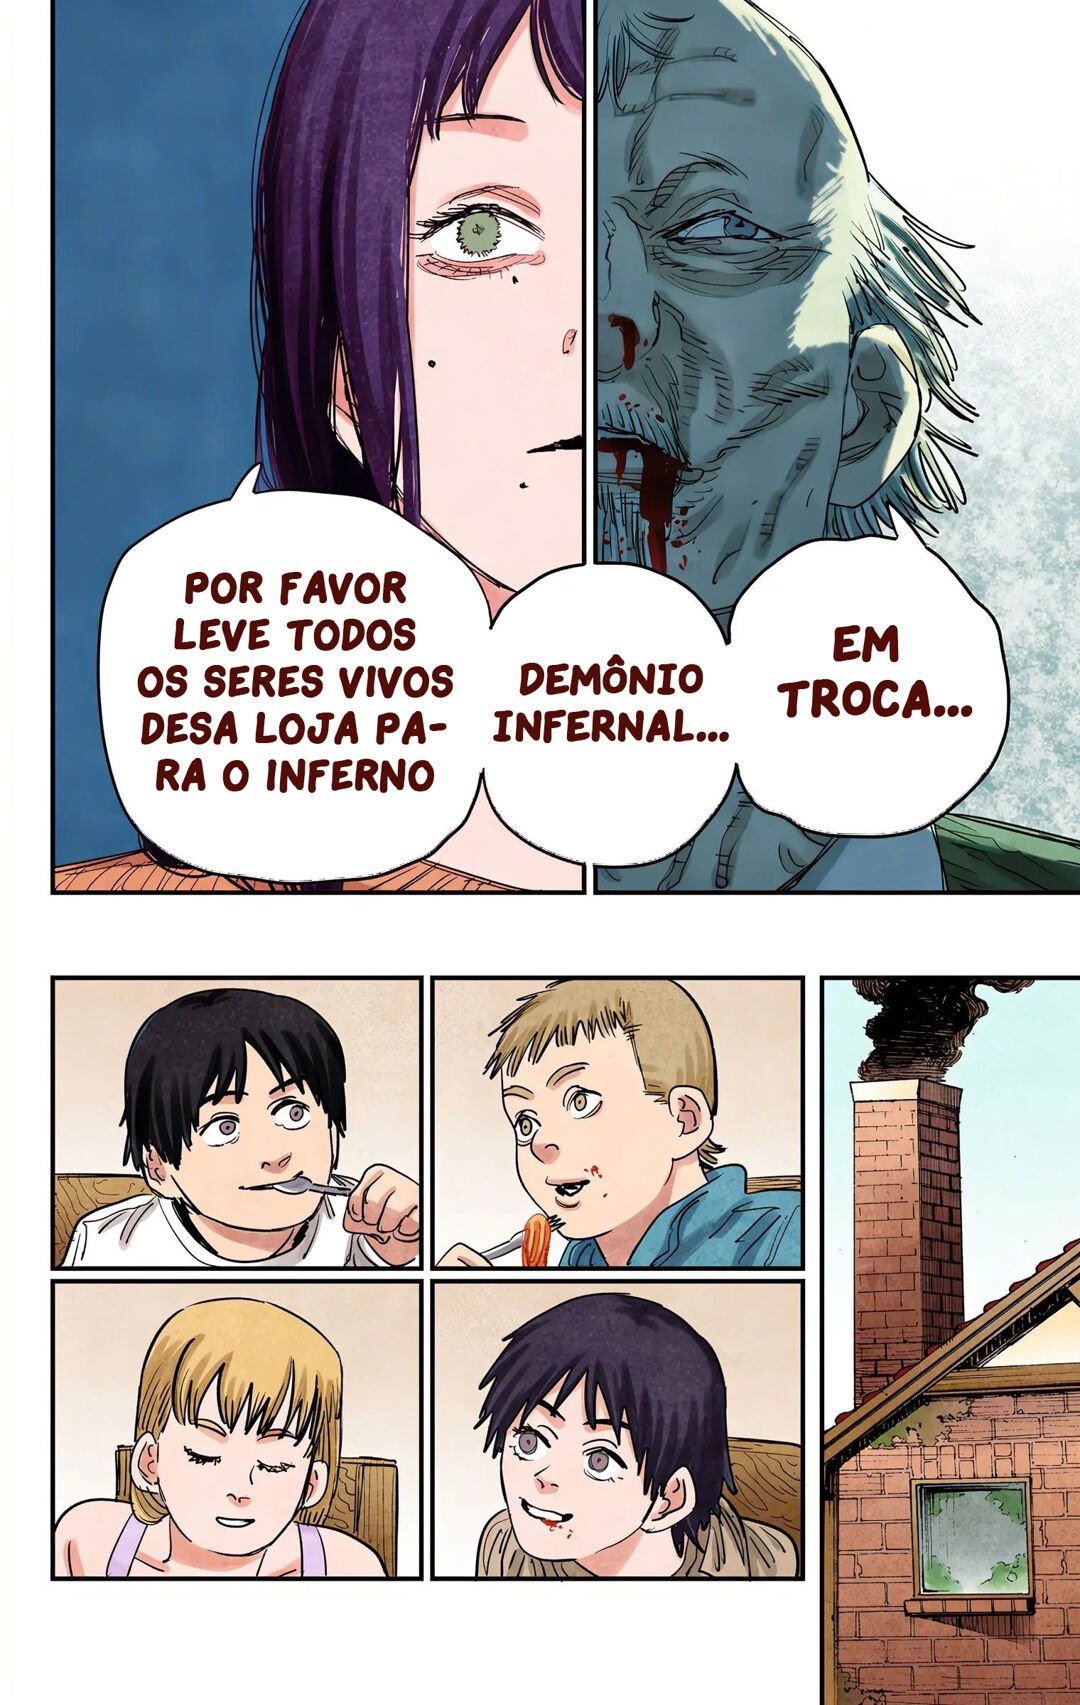 EM
TROCA...
DEMÔNIO
INFERNAL...
POR FAVOR
LEVE TODOS
OS SERES VIVOS
DESA LOJA PA-
RA O INFERNO